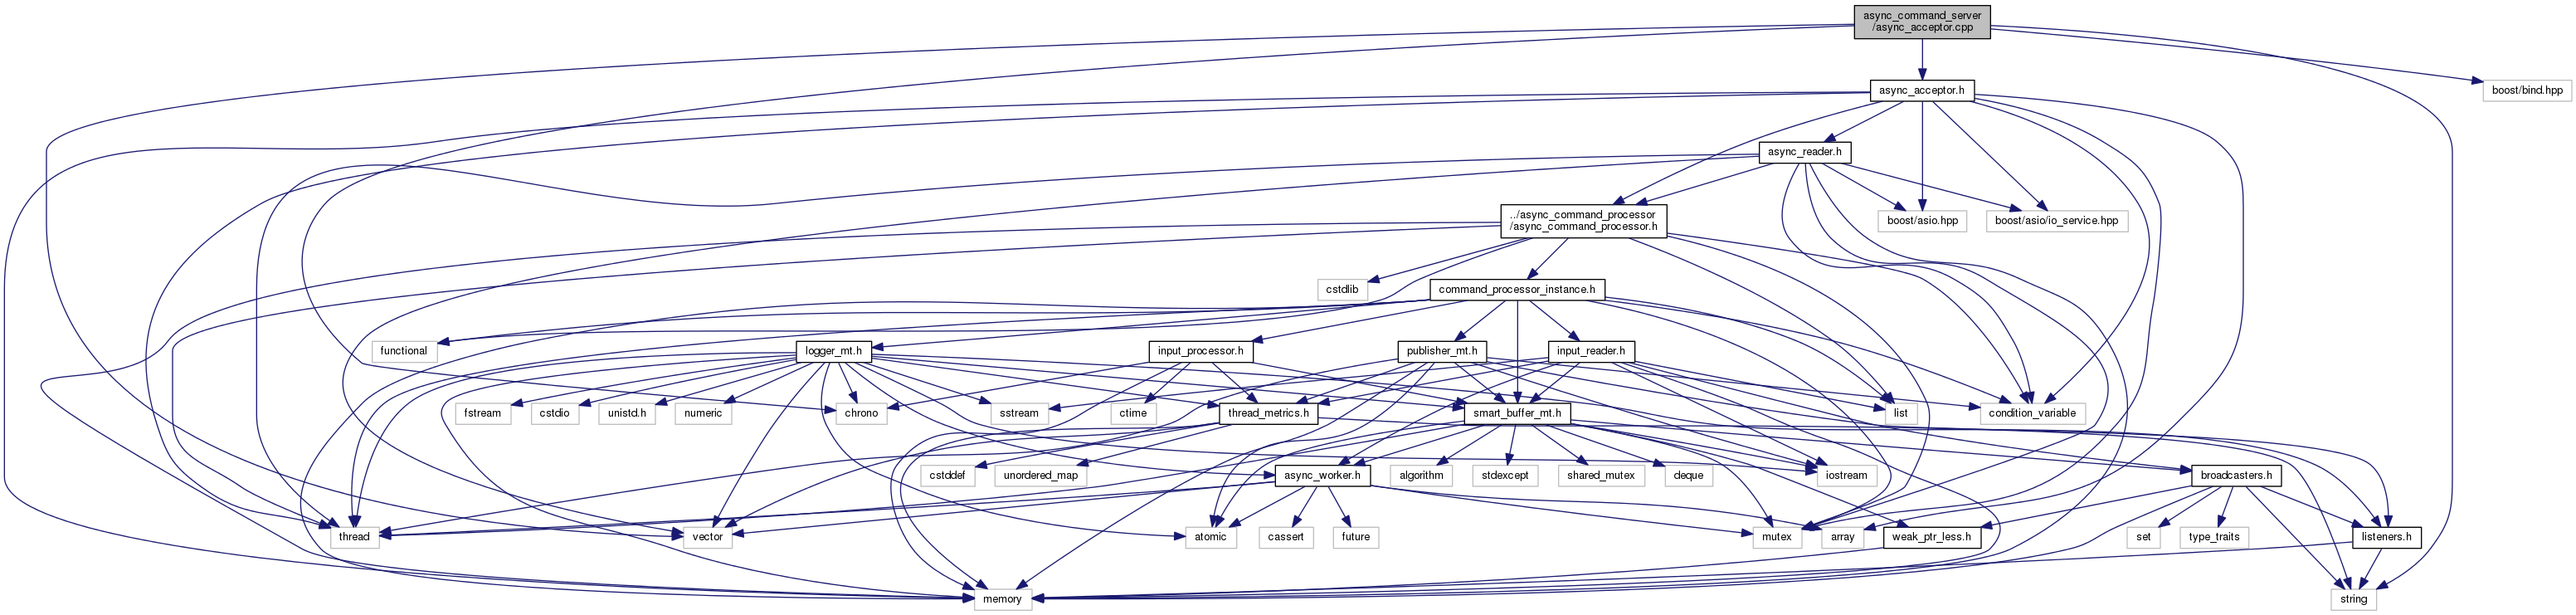 async_command_server
/async_acceptor.cpp
async_acceptor.h
boost/bind.hpp
async_reader.h
../async_command_processor
/async_command_processor.h
boost/asio.hpp
boost/asio/io_service.hpp
cstdlib
command_processor_instance.h
functional
logger_mt.h
input_processor.h
publisher_mt.h
input_reader.h
fstream
cstdio
unistd.h
numeric
chrono
sstream
ctime
thread_metrics.h
smart_buffer_mt.h
list
condition_variable
cstddef
unordered_map
async_worker.h
algorithm
stdexcept
shared_mutex
deque
iostream
broadcasters.h
thread
vector
atomic
cassert
future
mutex
array
weak_ptr_less.h
set
type_traits
listeners.h
memory
string